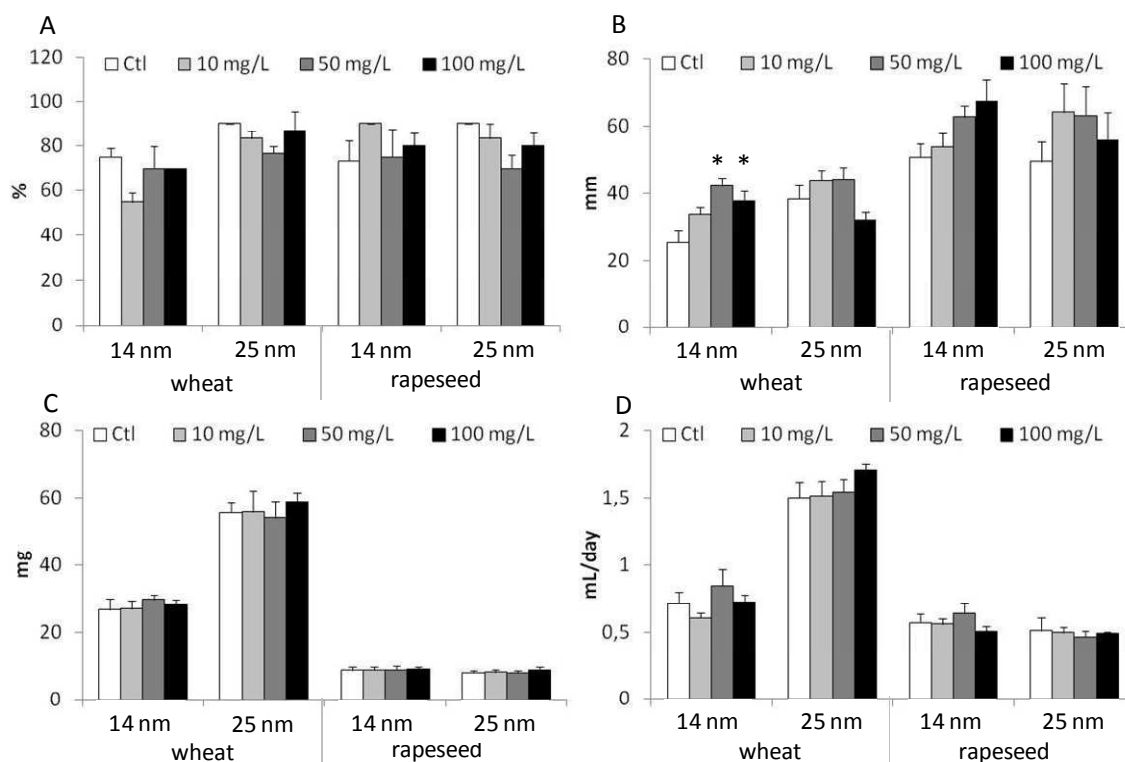 A
Ctl 10 mg/L 50 mg/L 100 mg/L
120
100
80
60
40
20
0
%
14 nm 25 nm 14 nm 25 nm
wheat rapeseed
B
Ctl 10 mg/L 50 mg/L 100 mg/L
80
60
40
20
0
mm
* *
14 nm 25 nm 14 nm 25 nm
wheat rapeseed
C
Ctl 10 mg/L 50 mg/L 100 mg/L
80
60
40
20
0
mg
14 nm 25 nm 14 nm 25 nm
wheat rapeseed
D
Ctl 10 mg/L 50 mg/L 100 mg/L
2
1,5
1
0,5
0
mL/day
14 nm 25 nm 14 nm 25 nm
wheat rapeseed